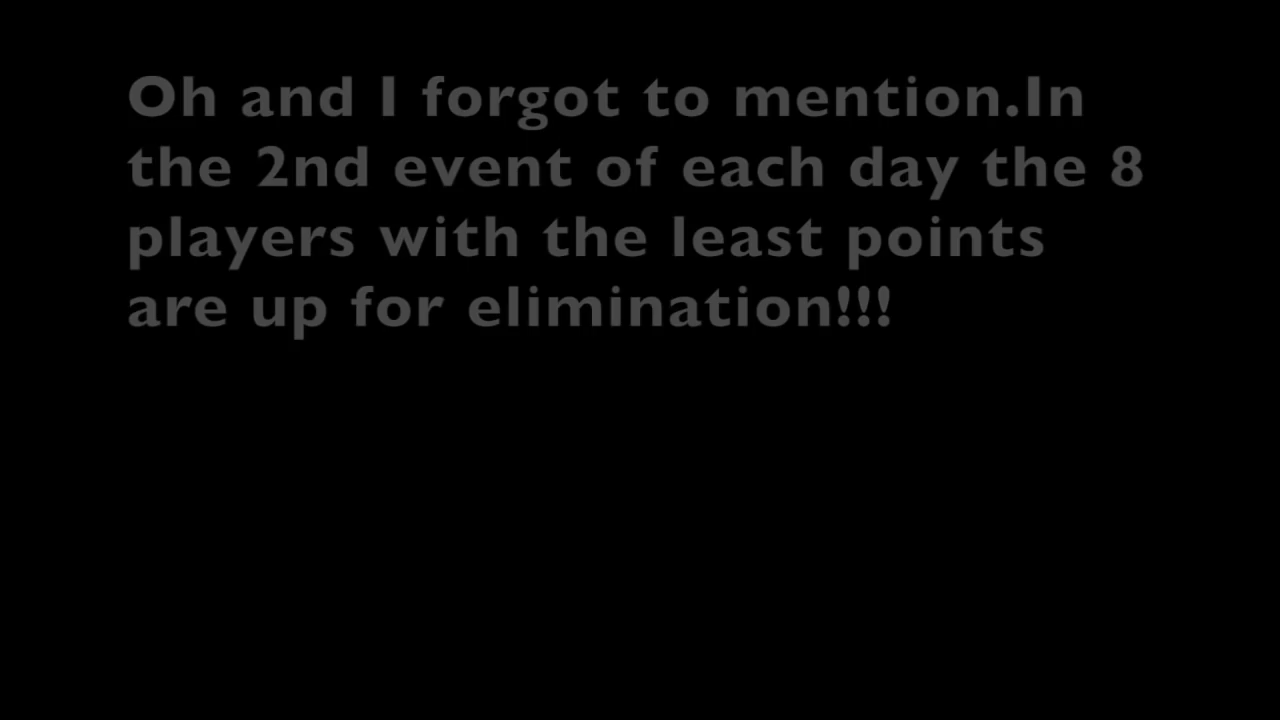 Oh and I forgot to mention.In
the 2nd event of each day the 8
players with the least points
are up for elimination!!!